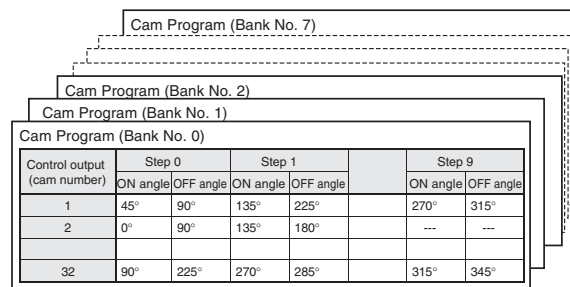 Cam Program (Bank No. 7)
Cam Program (Bank No. 2)
Cam Program (Bank No. 1)
Cam Program (Bank No. 0)
Control output (cam number) Step 0 Step 1 Step 9
ON angle OFF angle ON angle OFF angle ON angle OFF angle
1 45° 90° 135° 225° 270° 315°
2 0° 90° 135° 180° --- ---
32 90° 225° 270° 285° 315° 345°